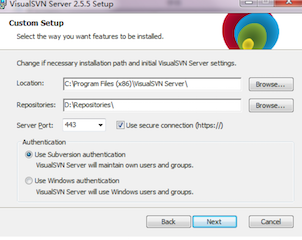 VisualSVN Server 2.5.5 Setup
Custom Setup
Select the way you want features to be installed.
Change if necessary installation path and initial VisualSVN Server settings.
Location: C:\Program Files (x86)\VisualSVN Server\ Browse...
Repositories: D:\Repositories\ Browse...
Server Port: 443 Use secure connection (https://)
Authentication
Use Subversion authentication
VisualSVN Server will maintain own users and groups.
Use Windows authentication
VisualSVN Server will use Windows users and groups.
Back Next Cancel